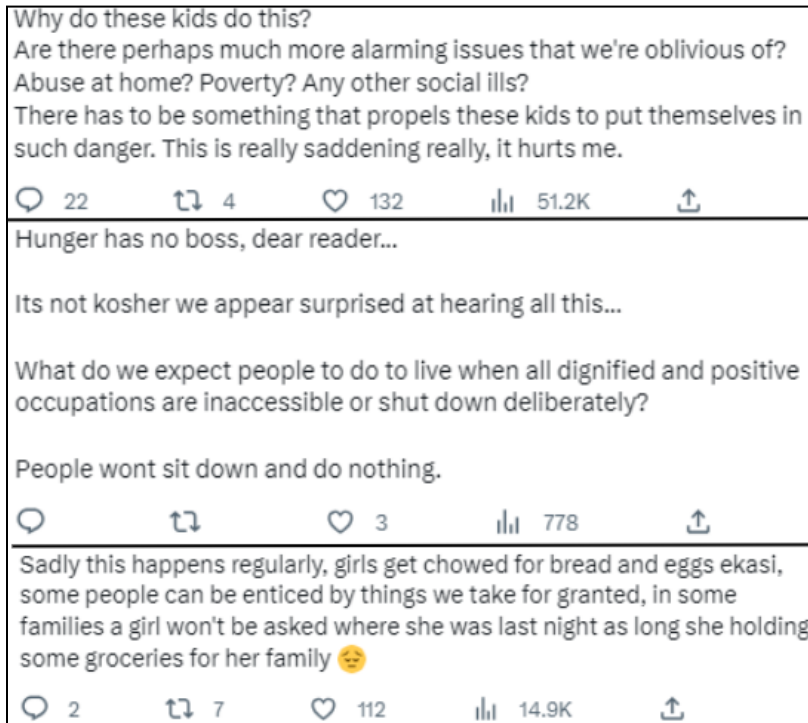 Why do these kids do this?
Are there perhaps much more alarming issues that we're oblivious of?
Abuse at home? Poverty? Any other social ills?
There has to be something that propels these kids to put themselves in
such danger. This is really saddening really, it hurts me.
22 4 132 51.2K
Hunger has no boss, dear reader...
Its not kosher we appear surprised at hearing all this...
What do we expect people to do to live when all dignified and positive
occupations are inaccessible or shut down deliberately?
People wont sit down and do nothing.
3 778
Sadly this happens regularly, girls get chowed for bread and eggs ekasi,
some people can be enticed by things we take for granted, in some
families a girl won't be asked where she was last night as long she holding
some groceries for her family 😔
2 7 112 14.9K